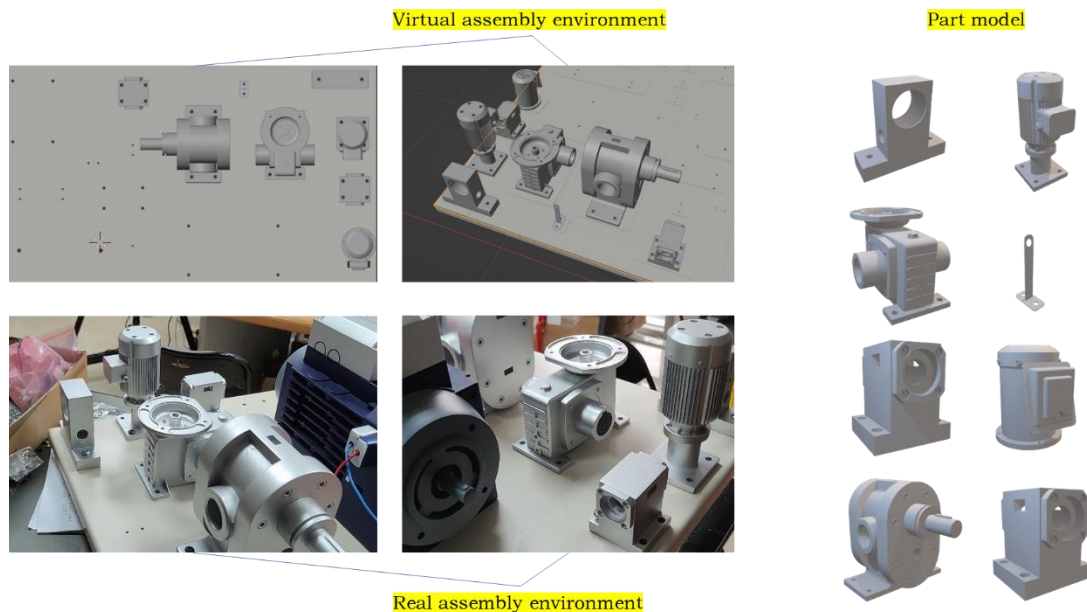 Virtual assembly environment
Part model
Real assembly environment